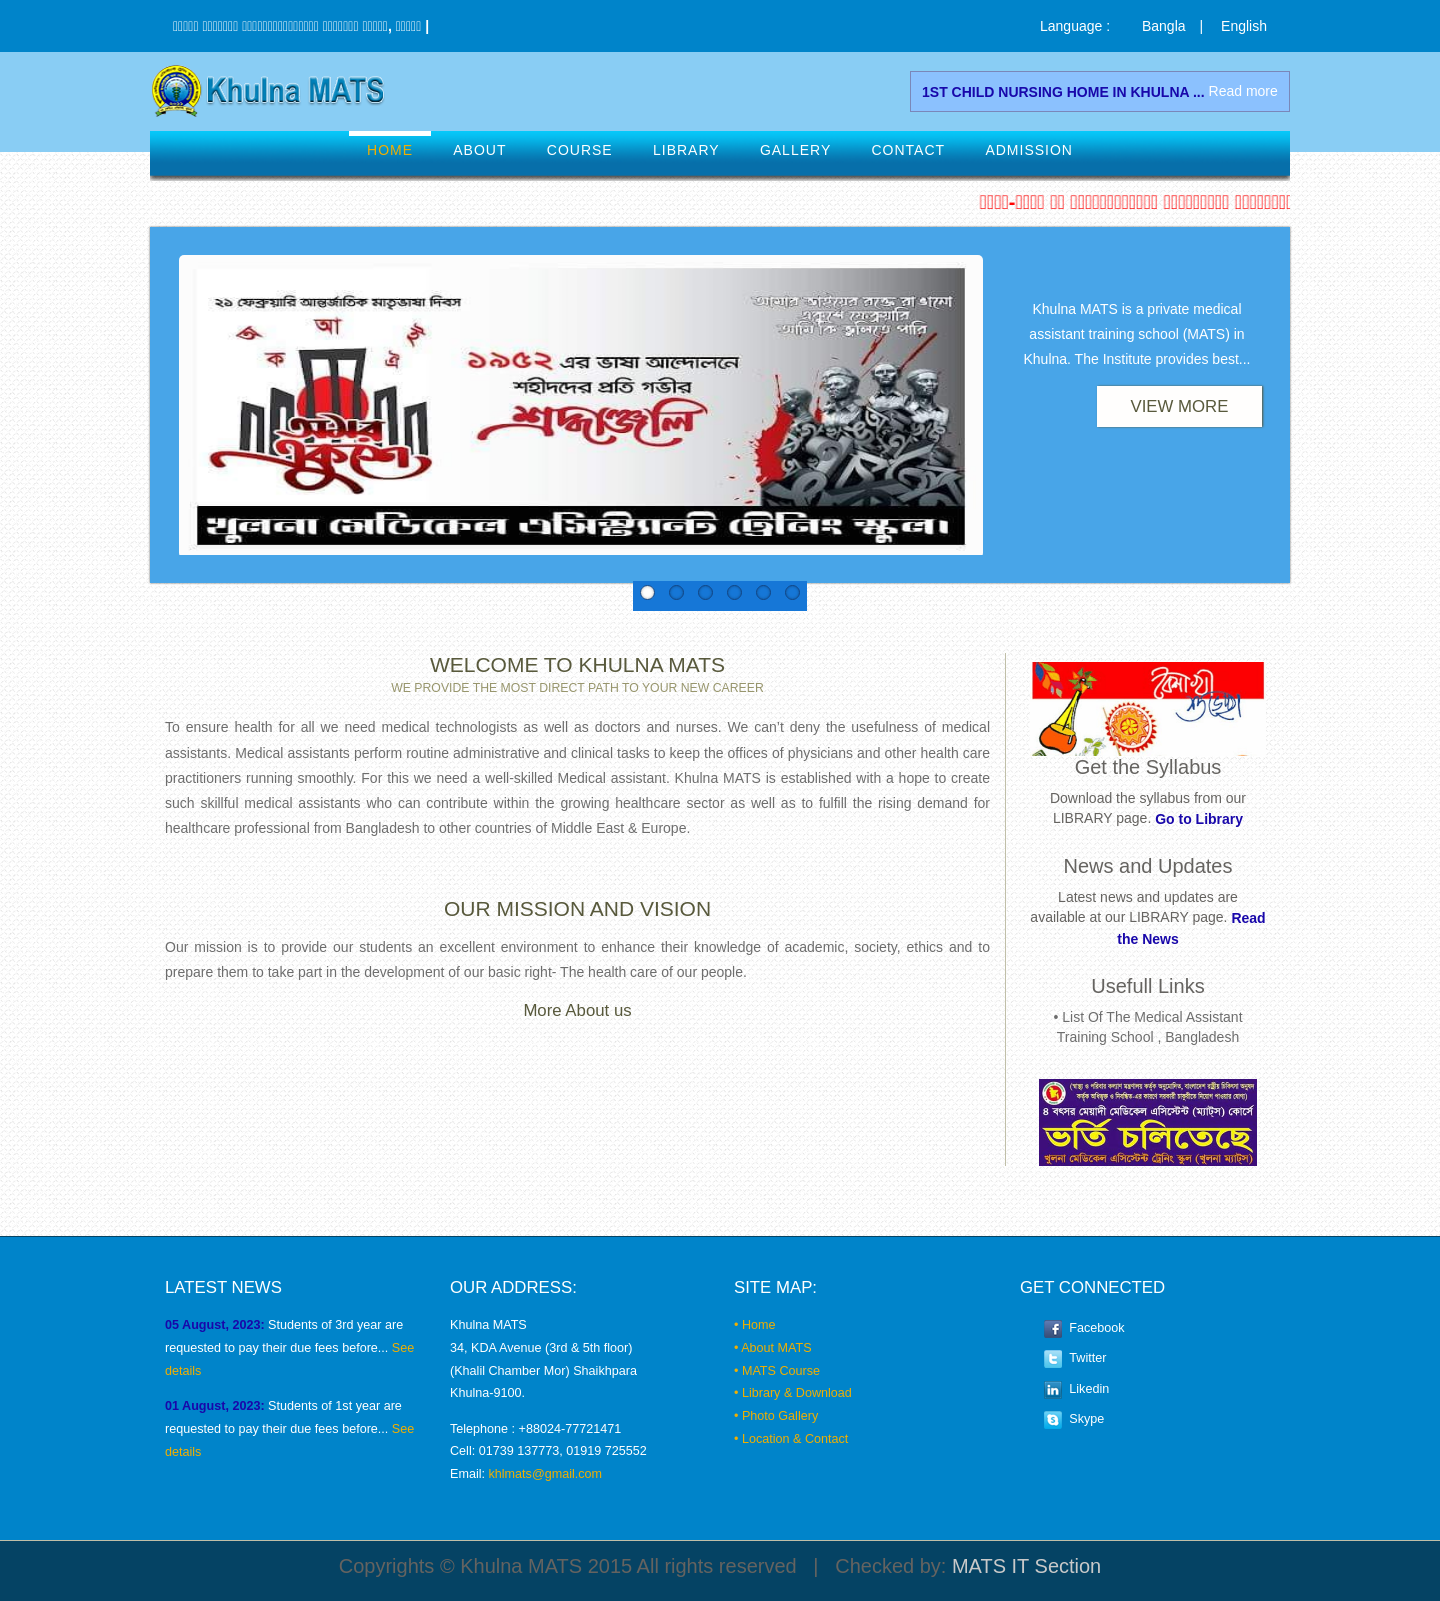 Language : Bangla | English
Khulna MATS
1ST CHILD NURSING HOME IN KHULNA ... Read more
HOME ABOUT COURSE LIBRARY GALLERY CONTACT ADMISSION
২১ ফেব্রুয়ারি আন্তর্জাতিক মাতৃভাষা দিবস
আমার ভাইয়ের রক্তে রাঙানো
একুশে ফেব্রুয়ারি
আমি কি ভুলিতে পারি
১৯৫২ এর ভাষা আন্দোলনে
শহীদদের প্রতি গভীর
শ্রদ্ধাঞ্জলি
অমর
একুশে
খুলনা মেডিকেল এসিস্ট্যান্ট ট্রেনিং স্কুল।
Khulna MATS is a private medical
assistant training school (MATS) in
Khulna. The Institute provides best...
VIEW MORE
WELCOME TO KHULNA MATS
WE PROVIDE THE MOST DIRECT PATH TO YOUR NEW CAREER
To ensure health for all we need medical technologists as well as doctors and nurses. We can’t deny the usefulness of medical
assistants. Medical assistants perform routine administrative and clinical tasks to keep the offices of physicians and other health care
practitioners running smoothly. For this we need a well-skilled Medical assistant. Khulna MATS is established with a hope to create
such skillful medical assistants who can contribute within the growing healthcare sector as well as to fulfill the rising demand for
healthcare professional from Bangladesh to other countries of Middle East & Europe.
OUR MISSION AND VISION
Our mission is to provide our students an excellent environment to enhance their knowledge of academic, society, ethics and to
prepare them to take part in the development of our basic right- The health care of our people.
More About us
বৈশাখী
শুভেচ্ছা
Get the Syllabus
Download the syllabus from our
LIBRARY page. Go to Library
News and Updates
Latest news and updates are
available at our LIBRARY page. Read
the News
Usefull Links
• List Of The Medical Assistant
Training School , Bangladesh
(স্বাস্থ্য ও পরিবার কল্যাণ মন্ত্রণালয় কর্তৃক অনুমোদিত, বাংলাদেশ রাষ্ট্রীয় চিকিৎসা অনুষদ
কর্তৃক অধিভুক্ত ও নিবন্ধিত-এর কারণে সরকারী চাকুরীতে নিয়োগ পাওয়ার যোগ্য)
৪ বৎসর মেয়াদী মেডিকেল এসিস্টেন্ট (ম্যাটস্) কোর্সে
ভর্তি চলিতেছে
খুলনা মেডিকেল এসিস্টেন্ট ট্রেনিং স্কুল (খুলনা ম্যাটস্)
LATEST NEWS
05 August, 2023: Students of 3rd year are
requested to pay their due fees before... See
details
01 August, 2023: Students of 1st year are
requested to pay their due fees before... See
details
OUR ADDRESS:
Khulna MATS
34, KDA Avenue (3rd & 5th floor)
(Khalil Chamber Mor) Shaikhpara
Khulna-9100.
Telephone : +88024-77721471
Cell: 01739 137773, 01919 725552
Email: khlmats@gmail.com
SITE MAP:
• Home
• About MATS
• MATS Course
• Library & Download
• Photo Gallery
• Location & Contact
GET CONNECTED
Facebook
Twitter
Likedin
Skype
Copyrights © Khulna MATS 2015 All rights reserved | Checked by: MATS IT Section